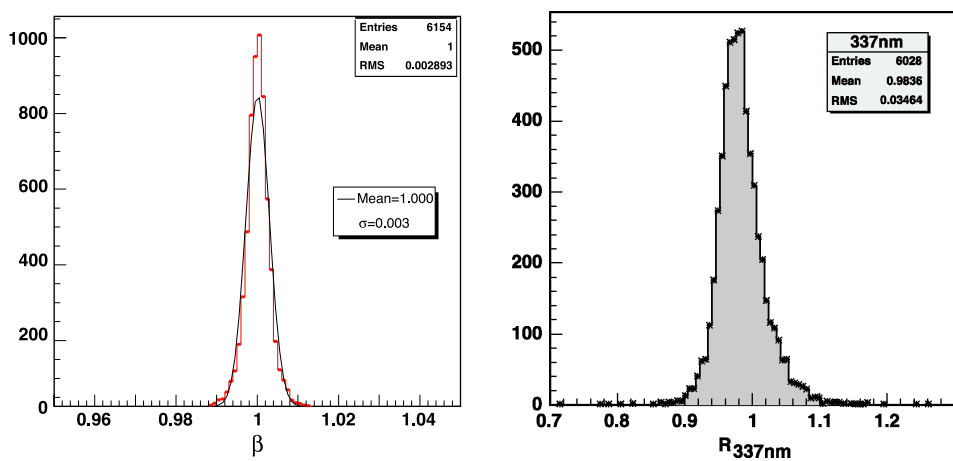 Entries 6154
Mean 1
RMS 0.002893
1000
800
600
400
200
0
Mean=1.000
σ=0.003
0.96 0.98 1 1.02 1.04
β
337nm
Entries 6028
Mean 0.9836
RMS 0.03464
500
400
300
200
100
0
0.7 0.8 0.9 1 1.1 1.2
R337nm